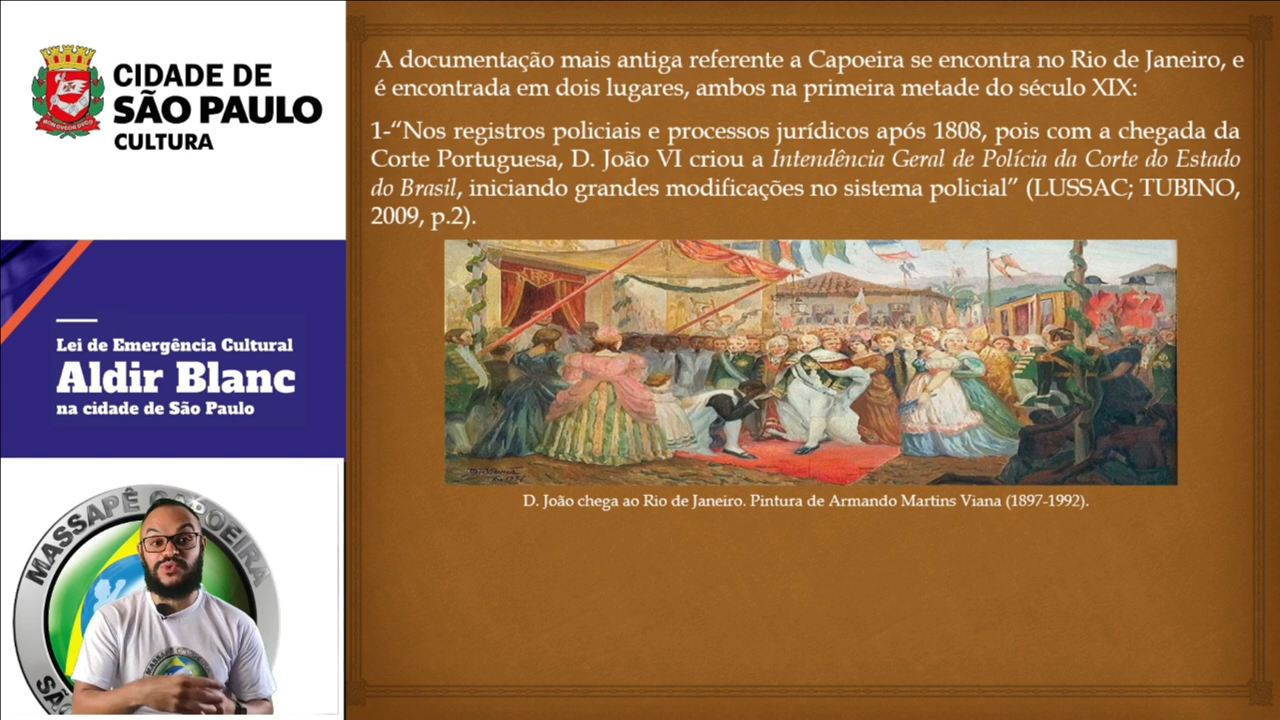 CIDADE DE
SÃO PAULO
CULTURA
Lei de Emergência Cultural
Aldir Blanc
na cidade de São Paulo
MASSAPÊ CAPOEIRA
A documentação mais antiga referente a Capoeira se encontra no Rio de Janeiro, e
é encontrada em dois lugares, ambos na primeira metade do século XIX:
1-“Nos registros policiais e processos jurídicos após 1808, pois com a chegada da
Corte Portuguesa, D. João VI criou a Intendência Geral de Polícia da Corte do Estado
do Brasil, iniciando grandes modificações no sistema policial” (LUSSAC; TUBINO,
2009, p.2).
D. João chega ao Rio de Janeiro. Pintura de Armando Martins Viana (1897-1992).